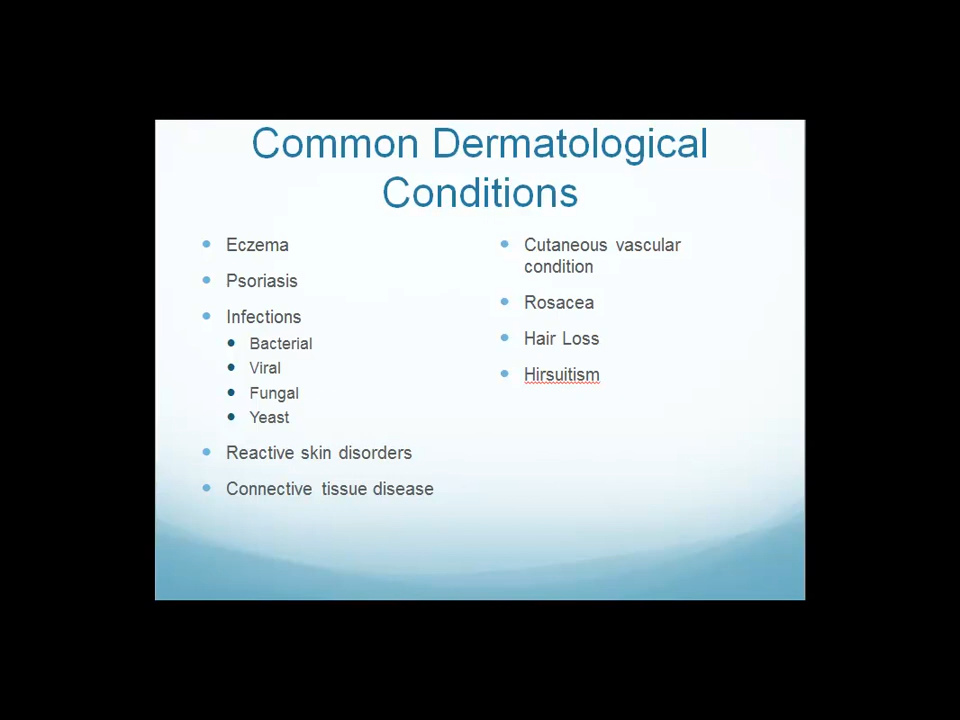 Common Dermatological
Conditions
Eczema
Psoriasis
Infections
Bacterial
Viral
Fungal
Yeast
Reactive skin disorders
Connective tissue disease
Cutaneous vascular
condition
Rosacea
Hair Loss
Hirsuitism